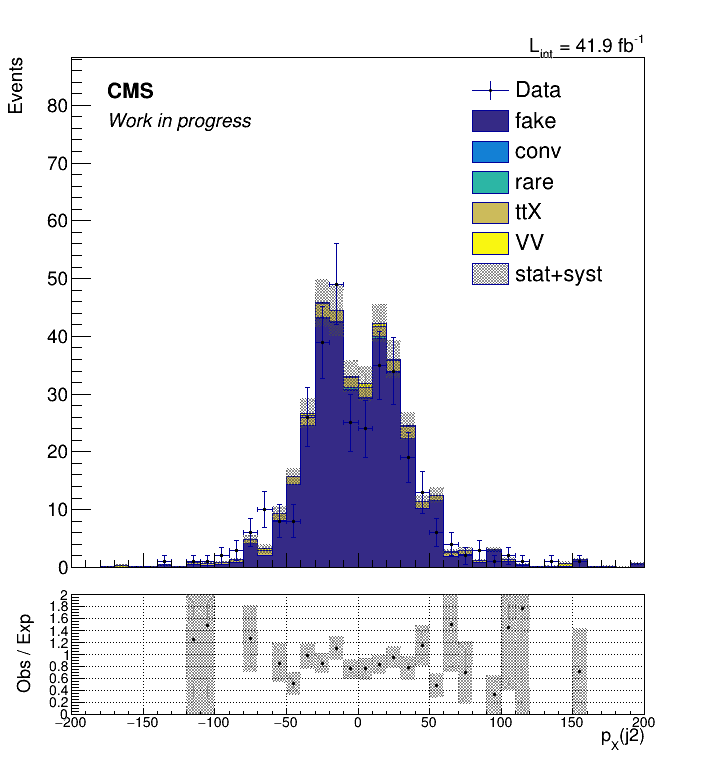 L_int = 41.9 fb^-1
Events
CMS
Work in progress
Data
fake
conv
rare
ttX
VV
stat+syst
80
70
60
50
40
30
20
10
0
Obs / Exp
2
1.8
1.6
1.4
1.2
1
0.8
0.6
0.4
0.2
0
−200 −150 −100 −50 0 50 100 150 200
p_X(j2)